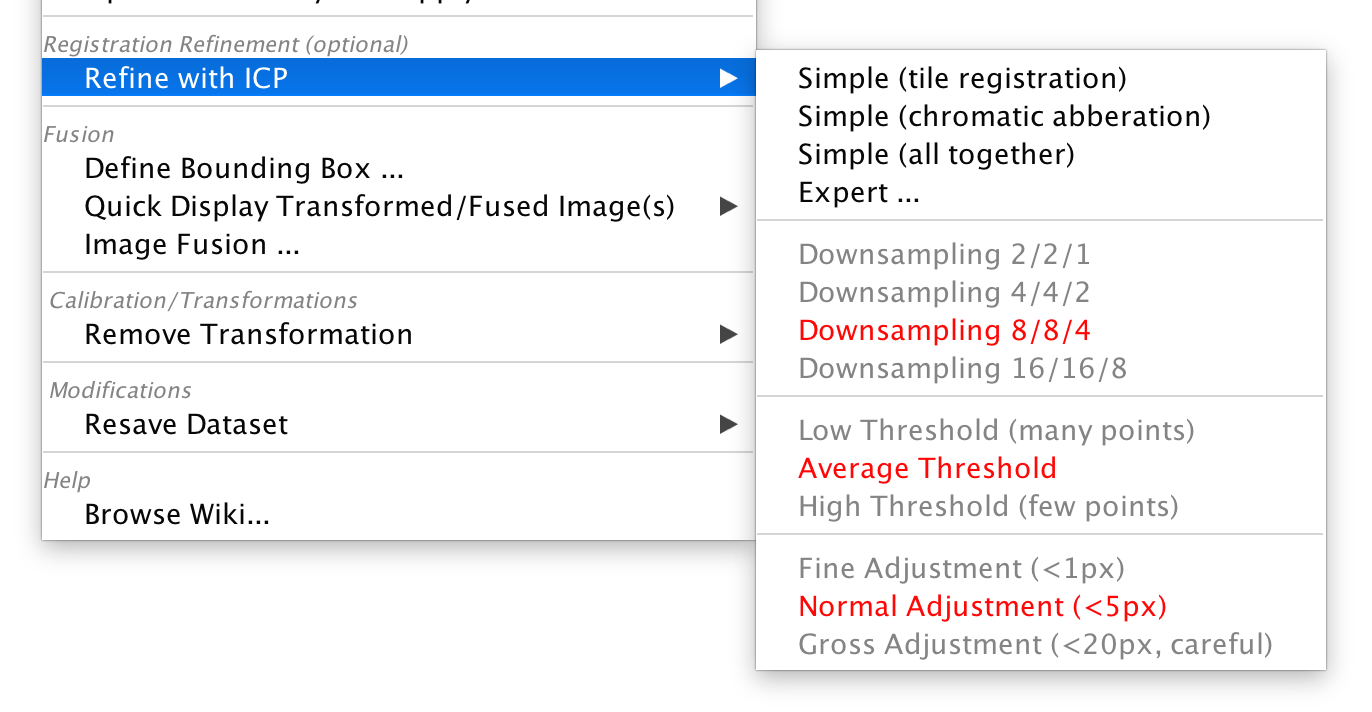 Registration Refinement (optional)
Refine with ICP
Fusion
Define Bounding Box ...
Quick Display Transformed/Fused Image(s)
Image Fusion ...
Calibration/Transformations
Remove Transformation
Modifications
Resave Dataset
Help
Browse Wiki...
Simple (tile registration)
Simple (chromatic abberation)
Simple (all together)
Expert ...
Downsampling 2/2/1
Downsampling 4/4/2
Downsampling 8/8/4
Downsampling 16/16/8
Low Threshold (many points)
Average Threshold
High Threshold (few points)
Fine Adjustment (<1px)
Normal Adjustment (<5px)
Gross Adjustment (<20px, careful)